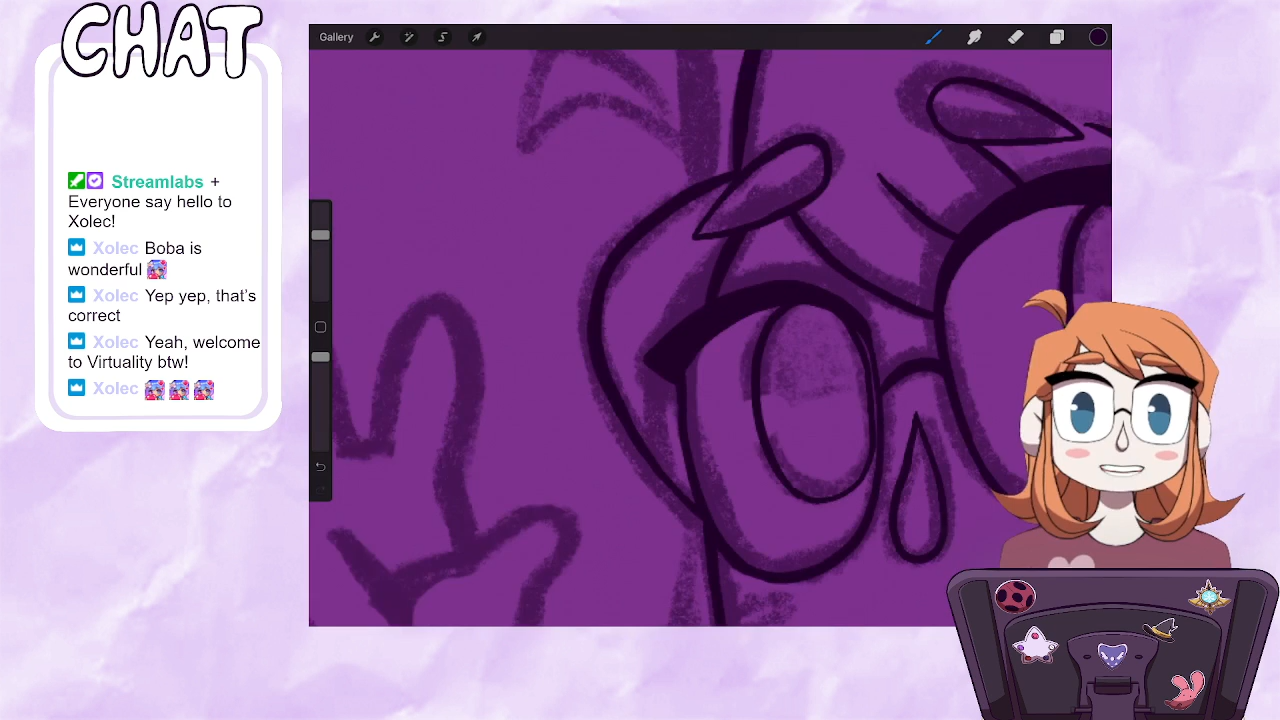 CHAT
Gallery
Streamlabs +
Everyone say hello to
Xolec!
Xolec Boba is
wonderful
Xolec Yep yep, that's
correct
Xolec Yeah, welcome
to Virtuality btw!
Xolec